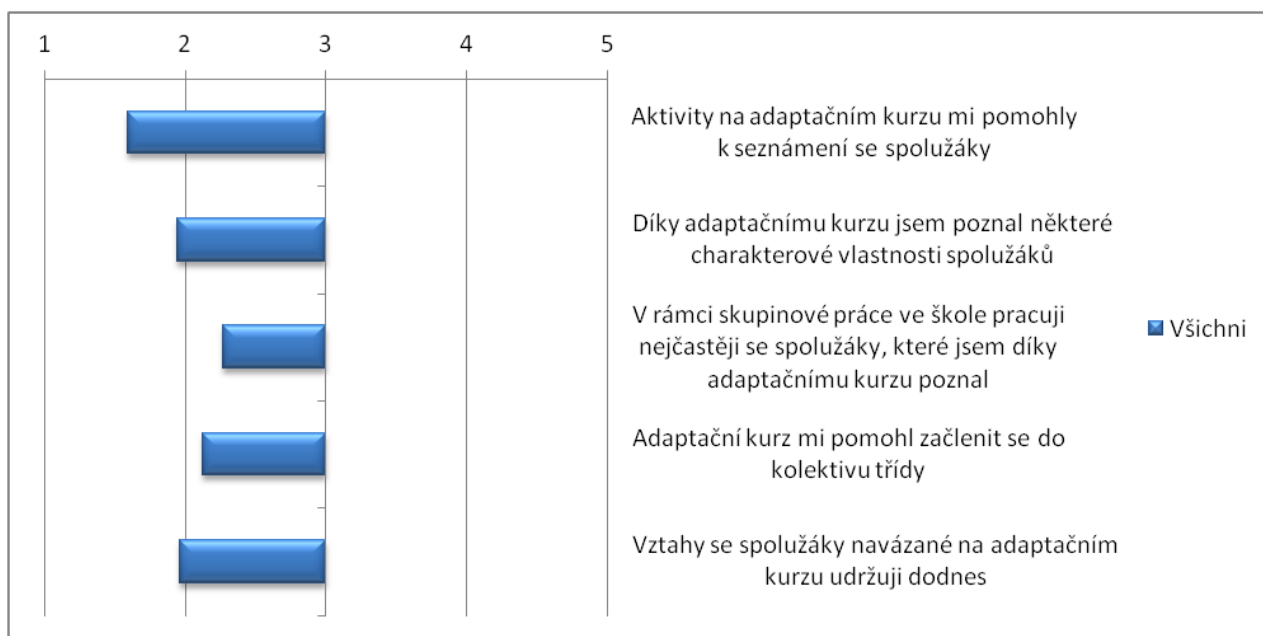 1 2 3 4 5
Aktivity na adaptačním kurzu mi pomohly
k seznámení se spolužáky
Díky adaptačnímu kurzu jsem poznal některé
charakterové vlastnosti spolužáků
V rámci skupinové práce ve škole pracuji
nejčastěji se spolužáky, které jsem díky
adaptačnímu kurzu poznal
Všichni
Adaptační kurz mi pomohl začlenit se do
kolektivu třídy
Vztahy se spolužáky navázané na adaptačním
kurzu udržuji dodnes